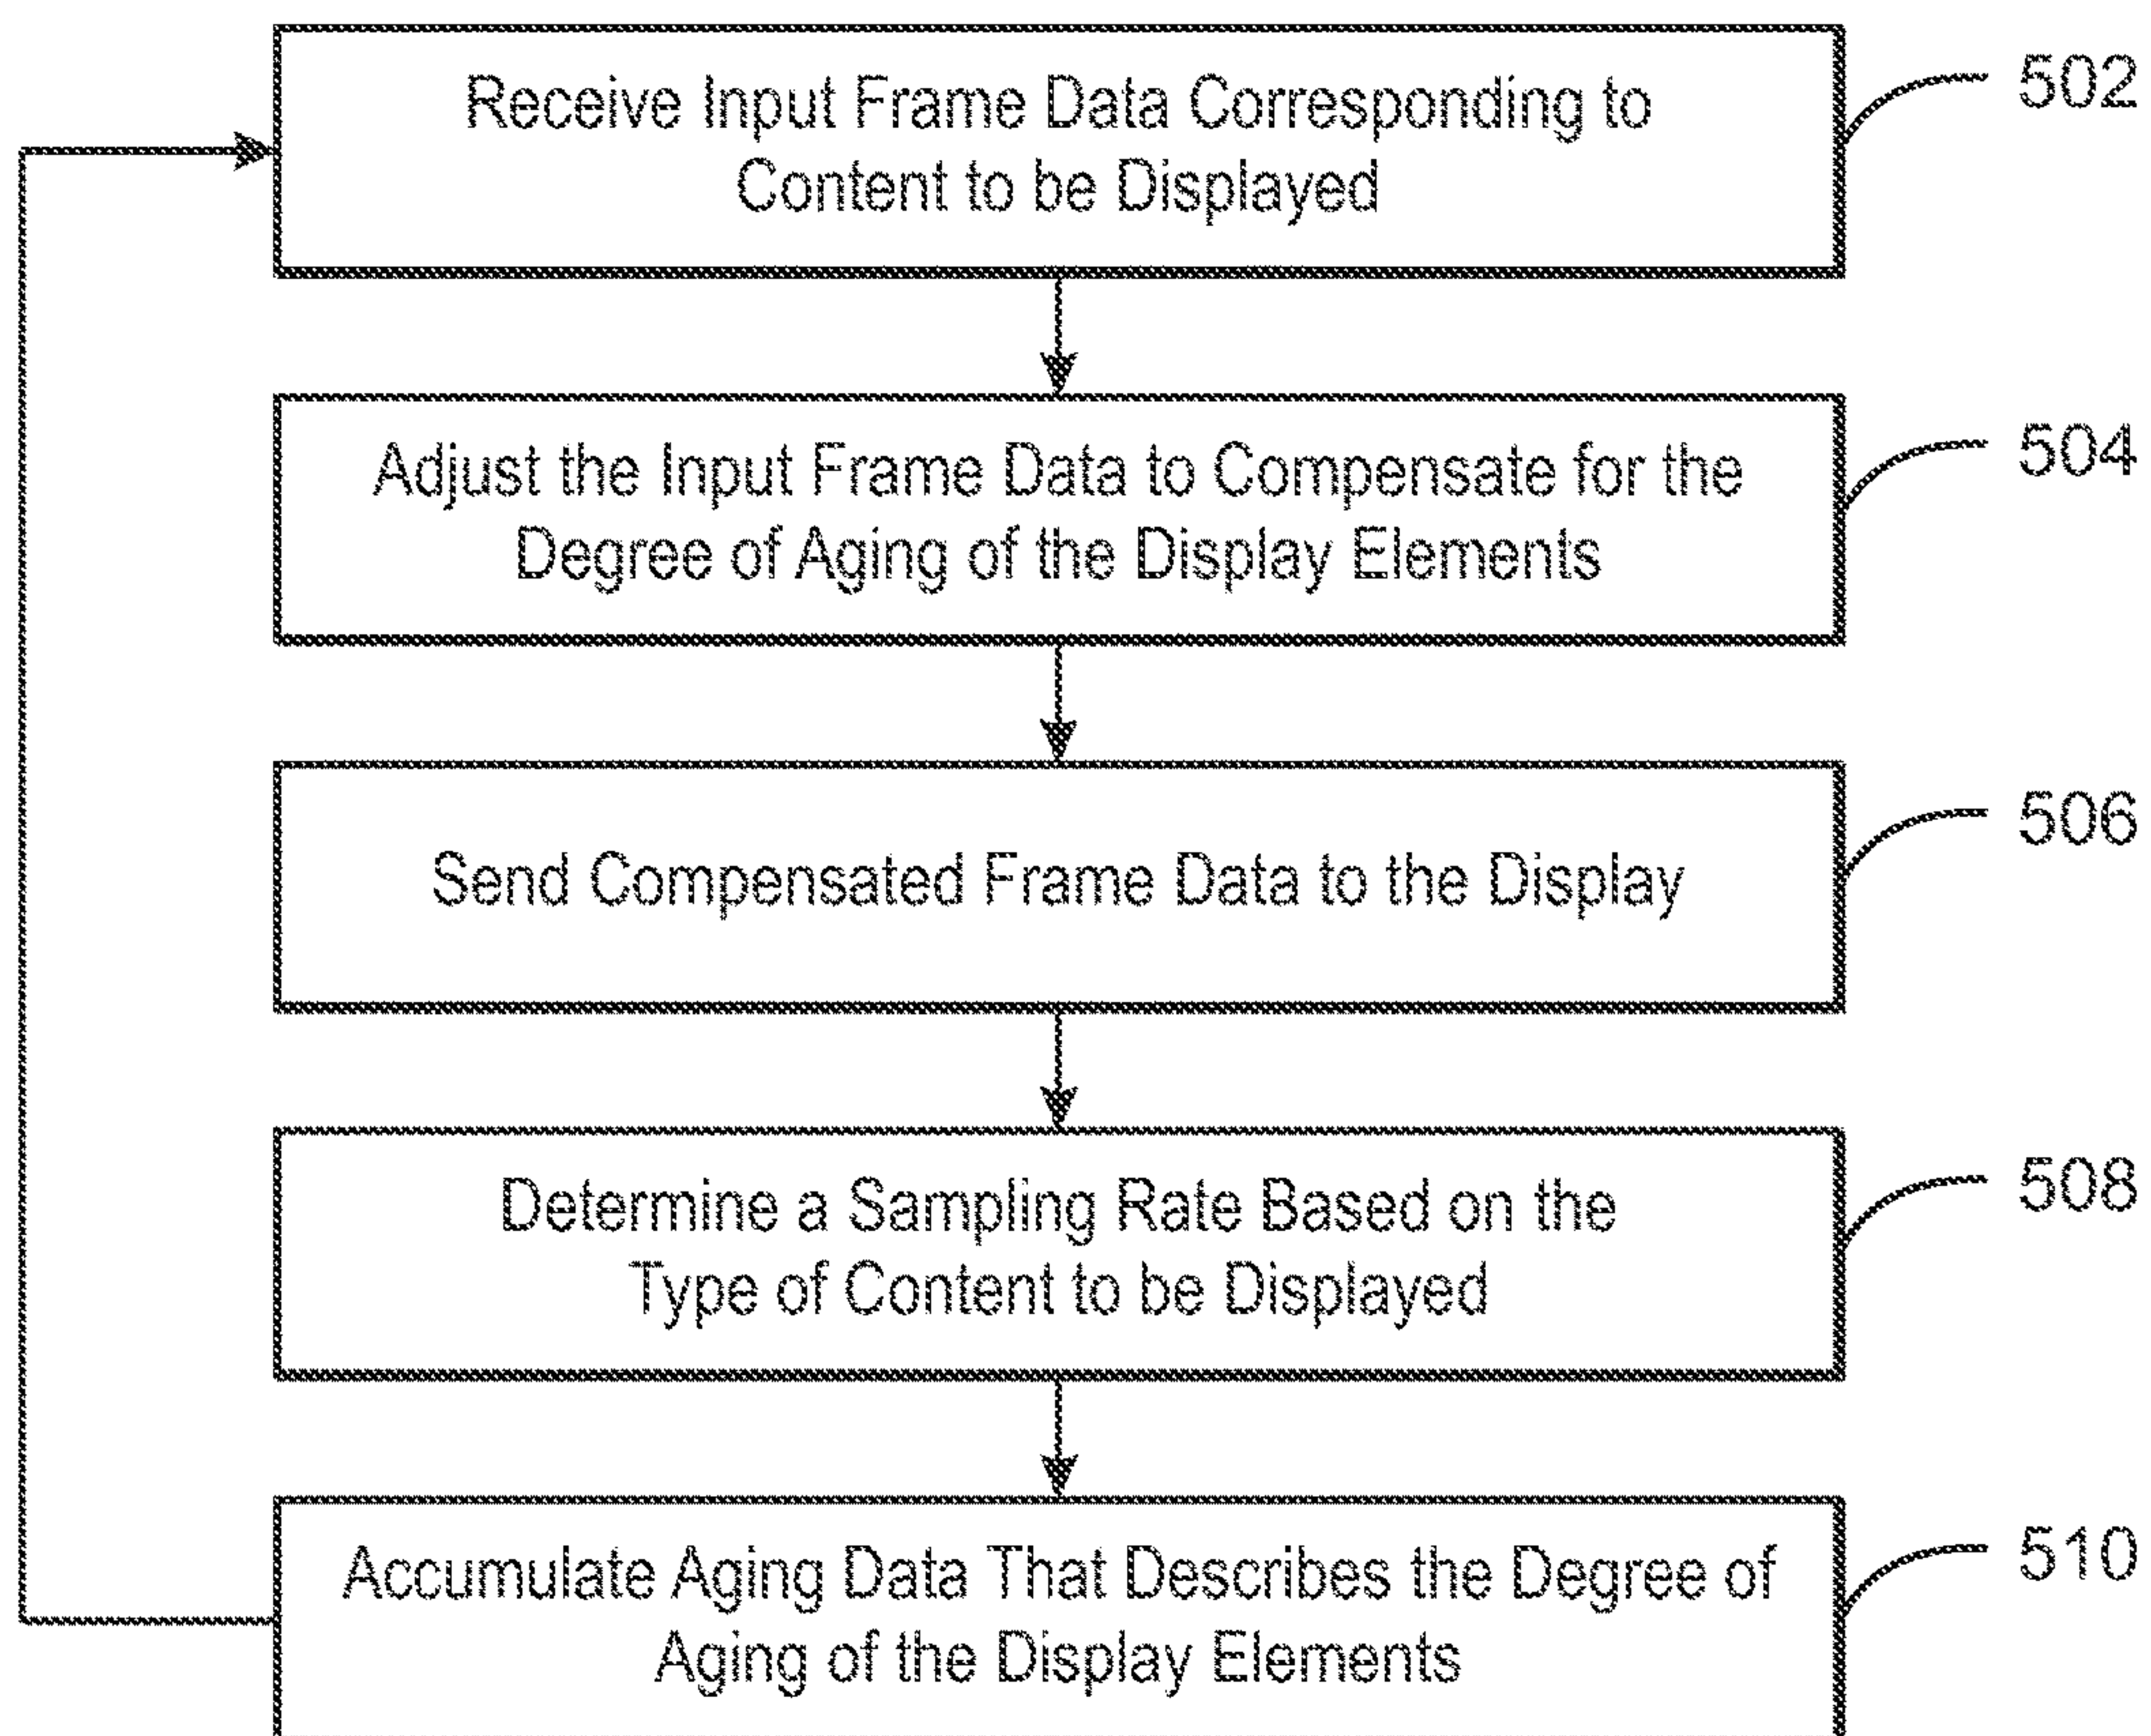 Receive Input Frame Data Corresponding to
Content to be Displayed
502
Adjust the Input Frame Data to Compensate for the
Degree of Aging of the Display Elements
504
Send Compensated Frame Data to the Display
506
Determine a Sampling Rate Based on the
Type of Content to be Displayed
508
Accumulate Aging Data That Describes the Degree of
Aging of the Display Elements
510